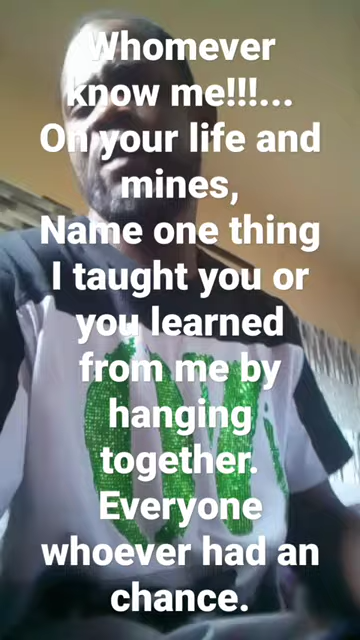 Whomever
know me!!!...
On your life and
mines,
Name one thing
I taught you or
you learned
from me by
hanging
together.
Everyone
whoever had an
chance.